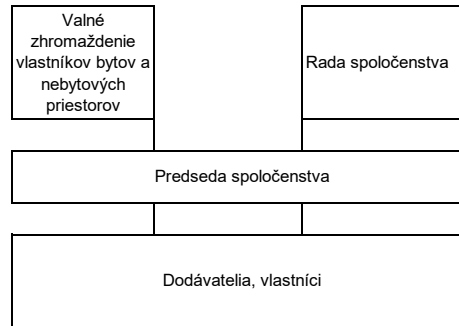 Valné
zhromaždenie
vlastníkov bytov a
nebytových
priestorov
Rada spoločenstva
Predseda spoločenstva
Dodávatelia, vlastníci